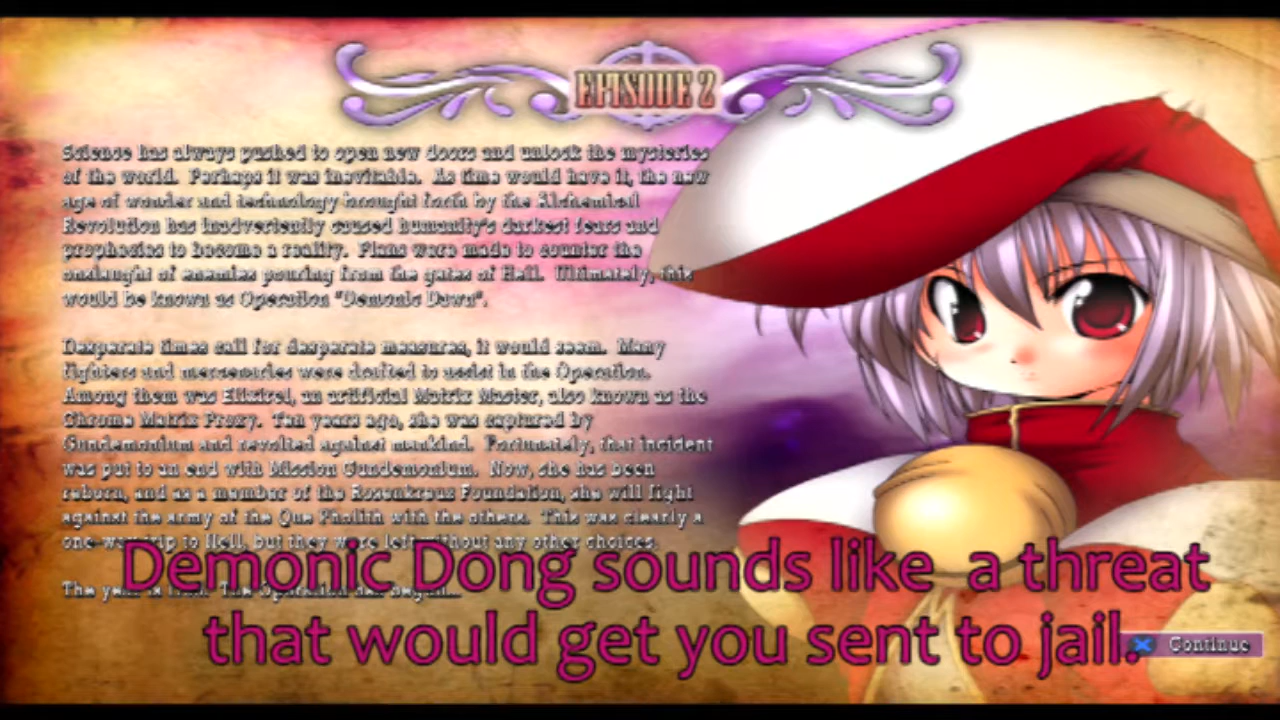 EPISODE 2
Science has always pushed to open new doors and unlock the mysteries
of the world. Perhaps it was inevitable. As time would have it, the new
age of wonder and technology brought forth by the Alchemical
Revolution has inadvertently caused humanity's darkest fears and
prophasies to become a reality. Plans were made to counter the
onslaught of enemies pouring from the gates of Hell. Ultimately, this
would be known as Operation "Demonic Dawn".
Desperate times call for desperate measures, it would seem. Many
fighters and mercenaries were drafted to assist in the Operation.
Among them was Elixirel, an artificial Matrix Master, also known as the
Chrome Matrix Proxy. Ten years ago, she was captured by
Gundemonium and revolted against mankind. Fortunately, that incident
was put to an end with Mission Gundemonium. Now, she has been
reborn, and as a member of the Rosenkreuz Foundation, she will fight
against the army of the Que Pholith with the others. This was clearly a
one-way trip to Hell, but they were left without any other choices.
The year is The Operation has begun...
Demonic Dong sounds like a threat
that would get you sent to jail.
Continue